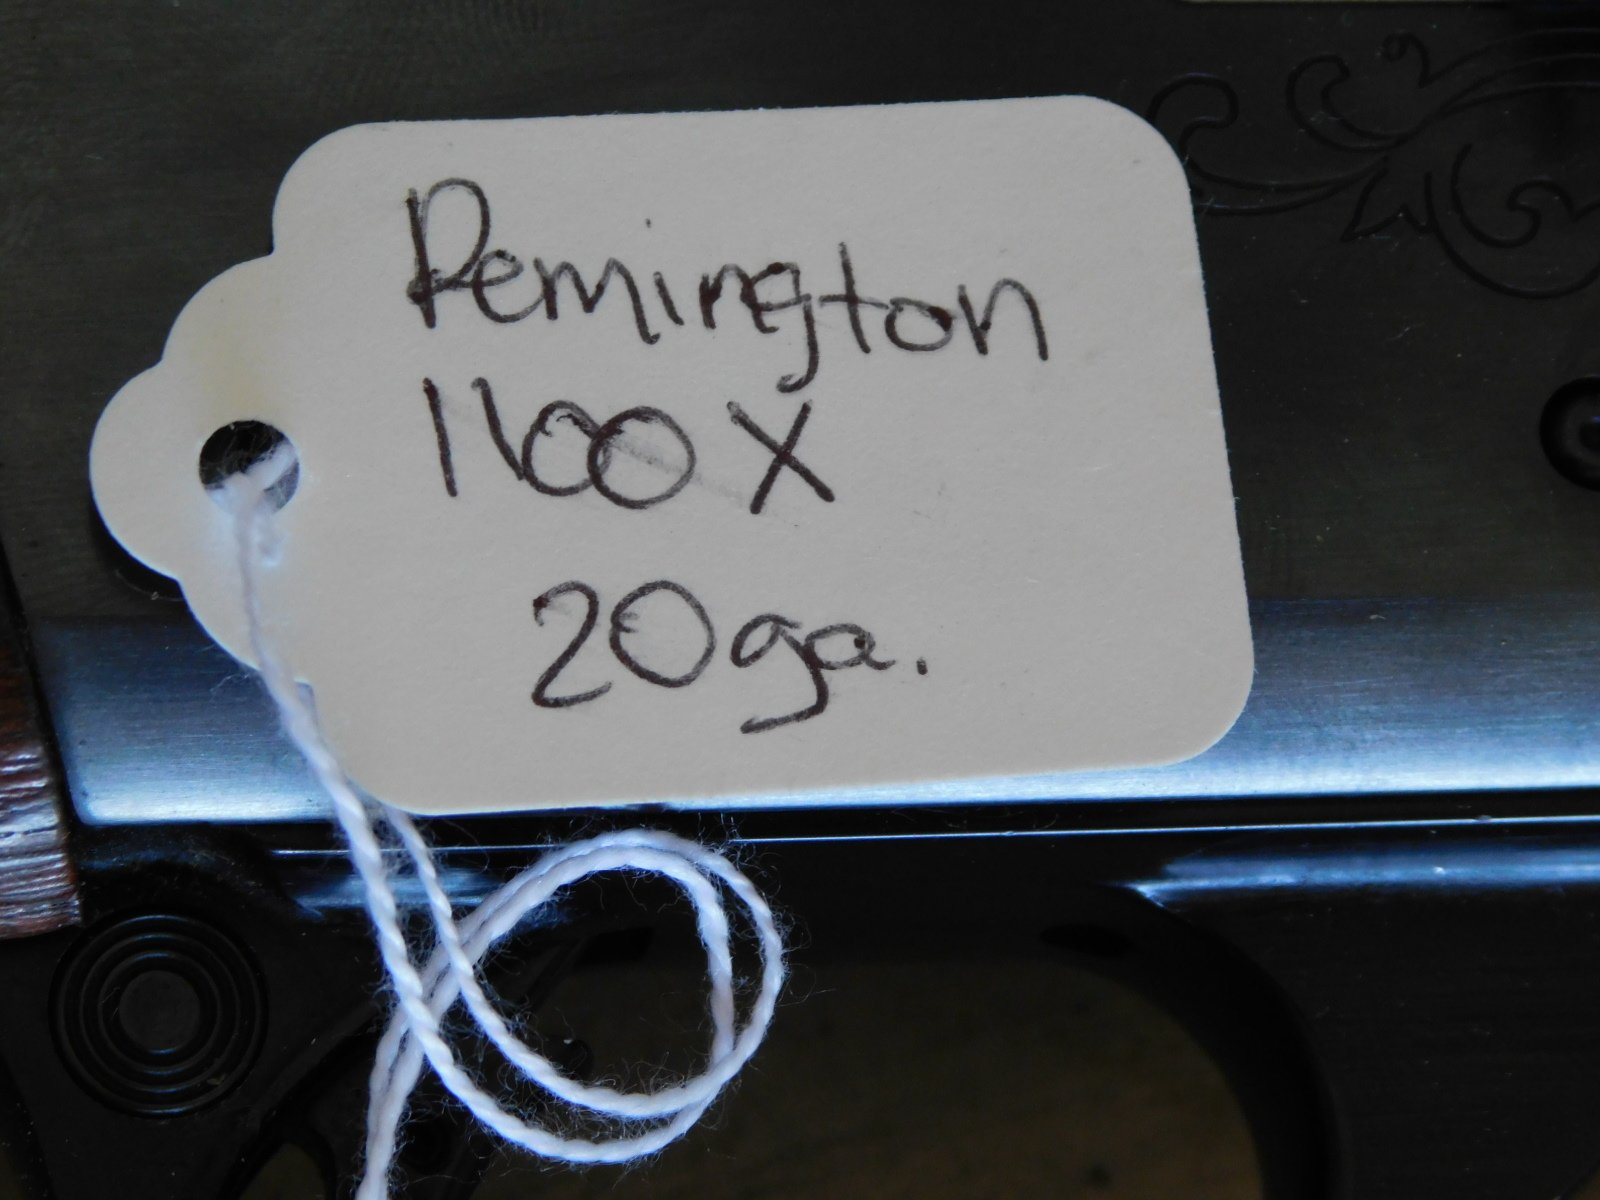 Remington
1100 X
20ga.